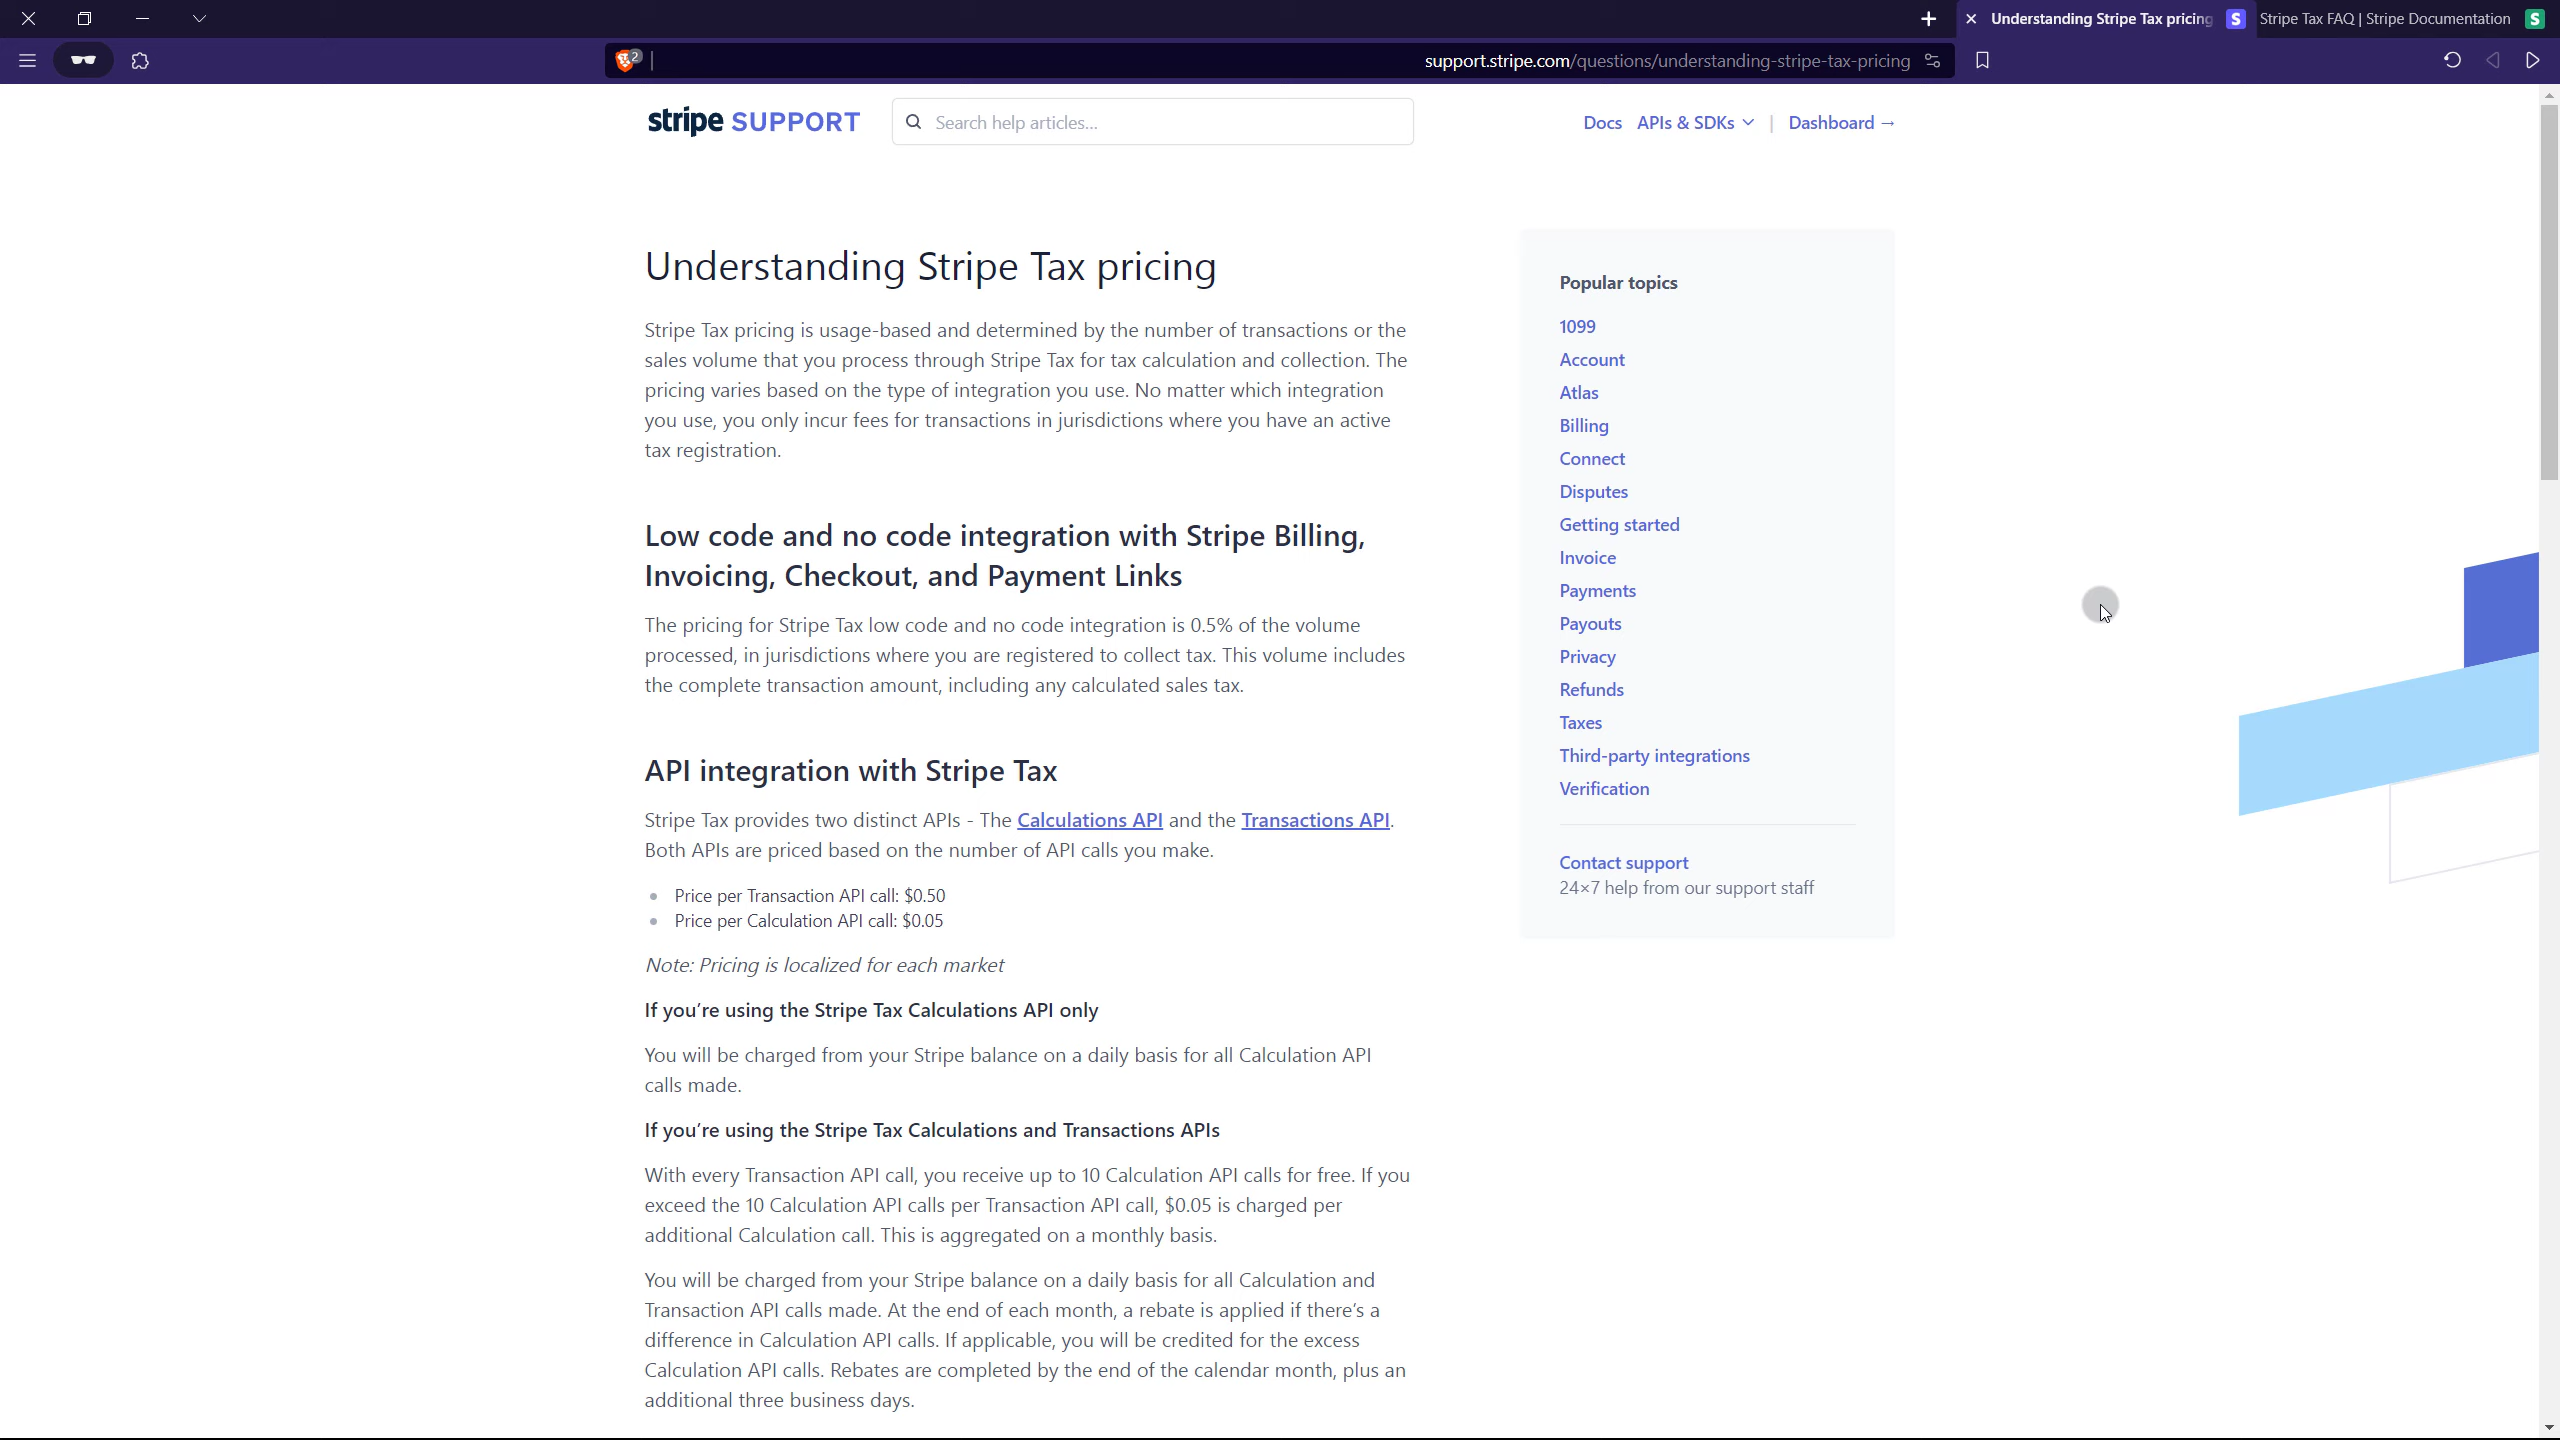 Understanding Stripe Tax pricing
Stripe Tax FAQ | Stripe Documentation
2
support.stripe.com/questions/understanding-stripe-tax-pricing
stripe SUPPORT
Search help articles...
Docs
APIs & SDKs
Dashboard →
Understanding Stripe Tax pricing
Stripe Tax pricing is usage-based and determined by the number of transactions or the
sales volume that you process through Stripe Tax for tax calculation and collection. The
pricing varies based on the type of integration you use. No matter which integration
you use, you only incur fees for transactions in jurisdictions where you have an active
tax registration.
Low code and no code integration with Stripe Billing,
Invoicing, Checkout, and Payment Links
The pricing for Stripe Tax low code and no code integration is 0.5% of the volume
processed, in jurisdictions where you are registered to collect tax. This volume includes
the complete transaction amount, including any calculated sales tax.
API integration with Stripe Tax
Stripe Tax provides two distinct APIs - The Calculations API and the Transactions API.
Both APIs are priced based on the number of API calls you make.
• Price per Transaction API call: $0.50
• Price per Calculation API call: $0.05
Note: Pricing is localized for each market
If you're using the Stripe Tax Calculations API only
You will be charged from your Stripe balance on a daily basis for all Calculation API
calls made.
If you're using the Stripe Tax Calculations and Transactions APIs
With every Transaction API call, you receive up to 10 Calculation API calls for free. If you
exceed the 10 Calculation API calls per Transaction API call, $0.05 is charged per
additional Calculation call. This is aggregated on a monthly basis.
You will be charged from your Stripe balance on a daily basis for all Calculation and
Transaction API calls made. At the end of each month, a rebate is applied if there's a
difference in Calculation API calls. If applicable, you will be credited for the excess
Calculation API calls. Rebates are completed by the end of the calendar month, plus an
additional three business days.
Popular topics
1099
Account
Atlas
Billing
Connect
Disputes
Getting started
Invoice
Payments
Payouts
Privacy
Refunds
Taxes
Third-party integrations
Verification
Contact support
24×7 help from our support staff